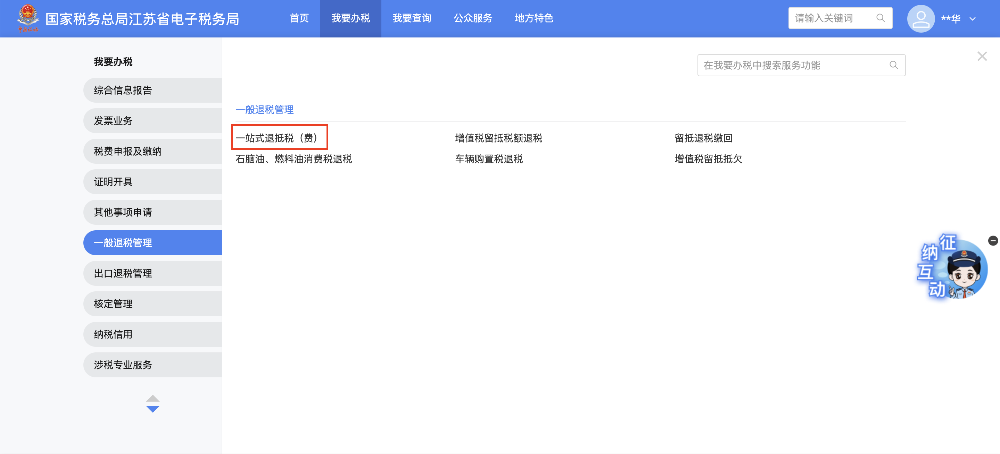 国家税务总局江苏省电子税务局
首页 我要办税 我要查询 公众服务 地方特色
请输入关键词
**华
中国税务
我要办税
在我要办税中搜索服务功能
综合信息报告
发票业务
税费申报及缴纳
证明开具
其他事项申请
一般退税管理
出口退税管理
核定管理
纳税信用
涉税专业服务
一般退税管理
一站式退抵税（费） 增值税留抵税额退税 留抵退税缴回
石脑油、燃料油消费税退税 车辆购置税退税 增值税留抵抵欠
征纳互动